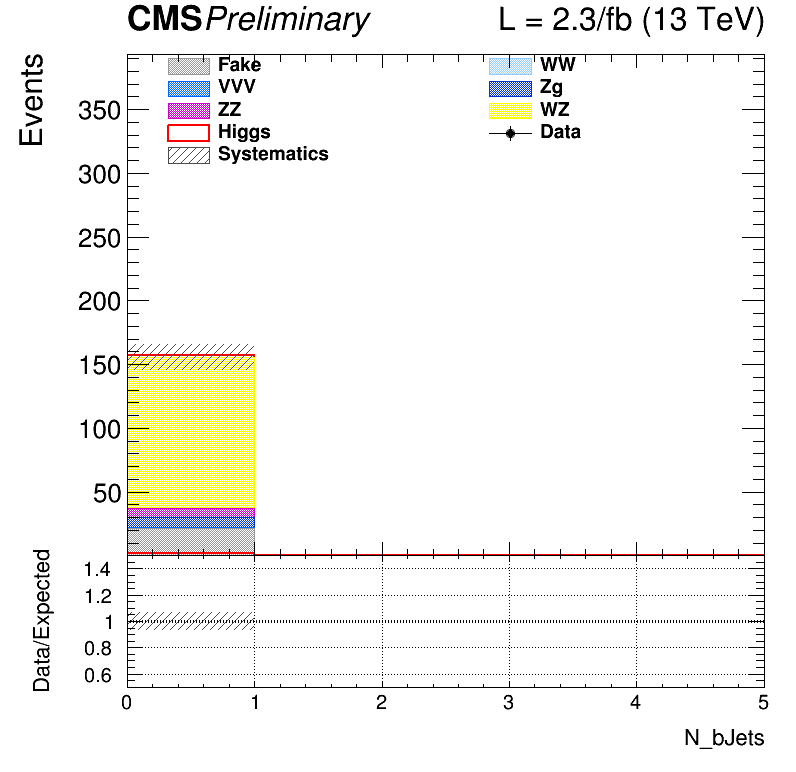 CMS Preliminary L = 2.3/fb (13 TeV)
Events
Fake WW
VVV Zg
ZZ WZ
Higgs Data
Systematics
350
300
250
200
150
100
50
Data/Expected
1.4
1.2
1
0.8
0.6
0 1 2 3 4 5
N_bJets